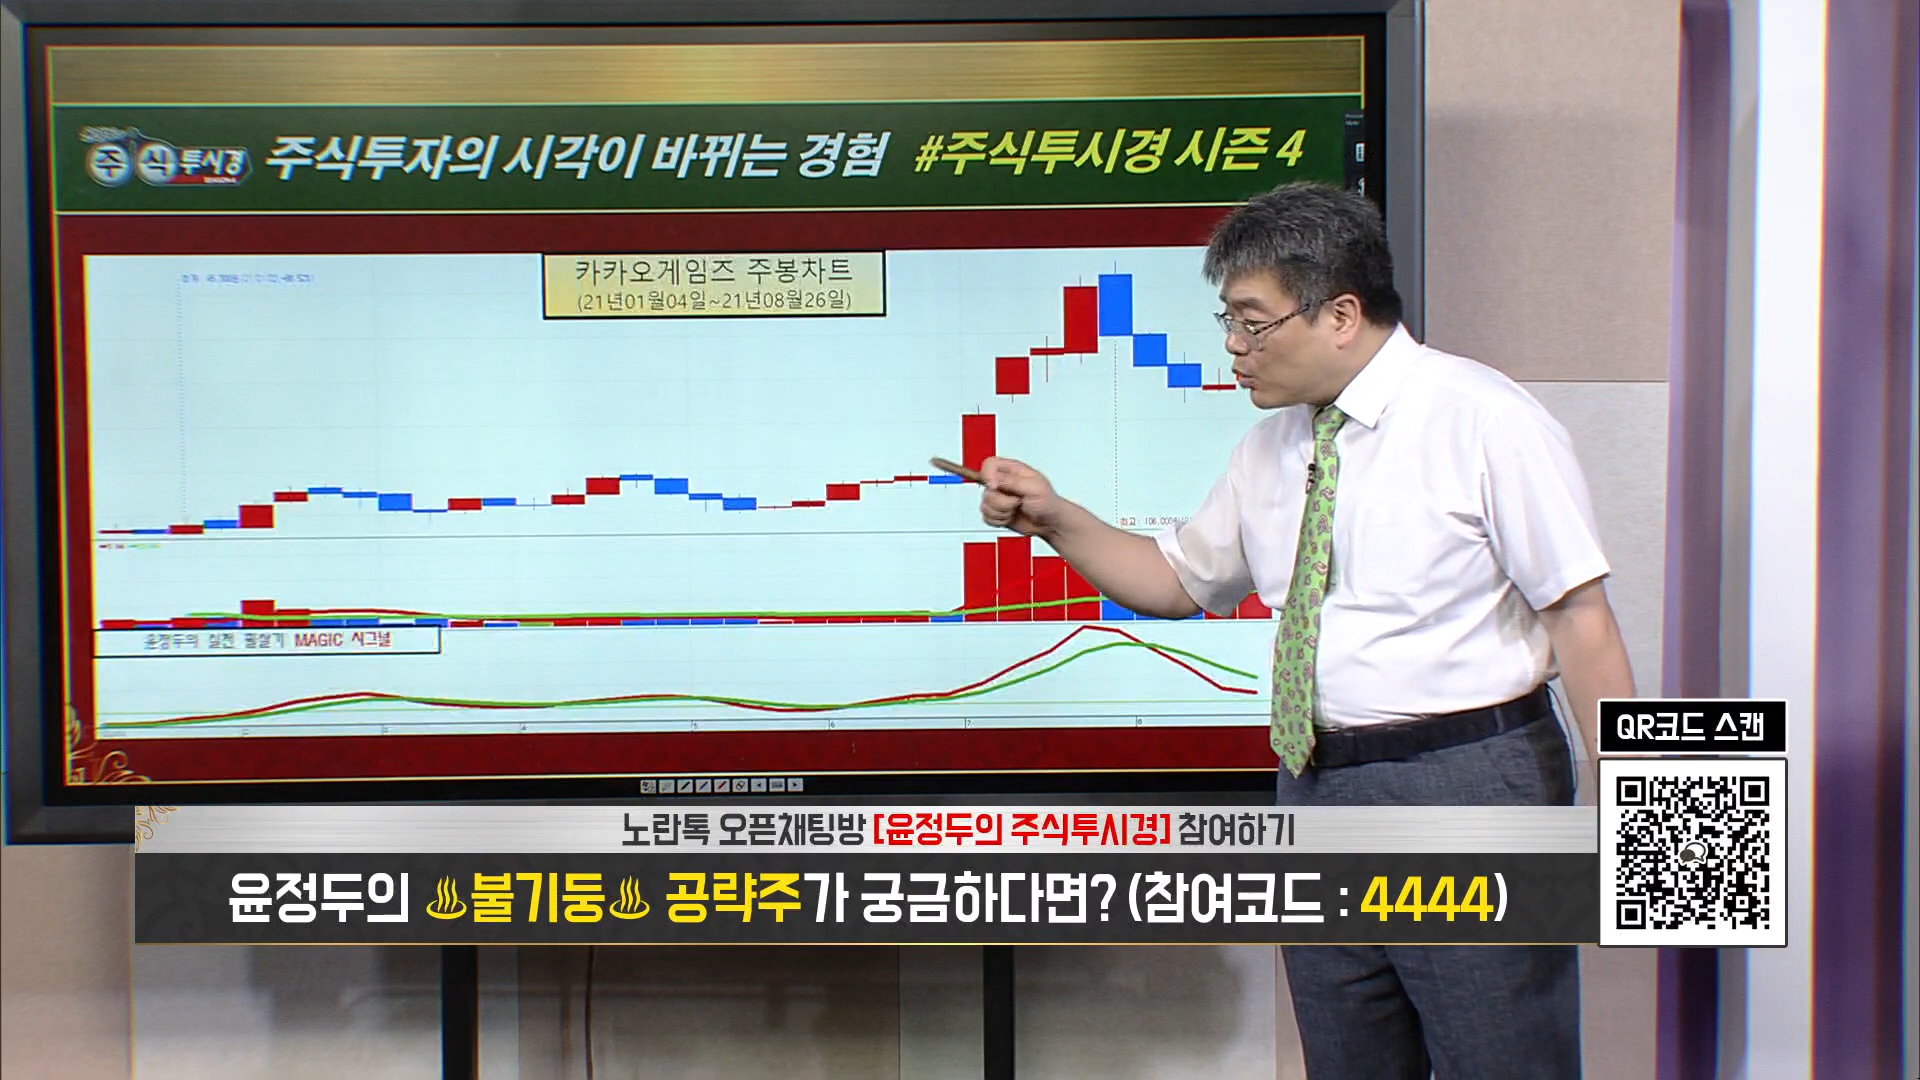 주식투시경
주식투자의 시각이 바뀌는 경험 #주식투시경 시즌 4
카카오게임즈 주봉차트
(21년01월04일~21년08월26일)
윤정두의 실전 필살기 MAGIC 시그널
QR코드 스캔
노란톡 오픈채팅방 [윤정두의 주식투시경] 참여하기
윤정두의 ♨불기둥♨ 공략주가 궁금하다면? (참여코드 : 4444)